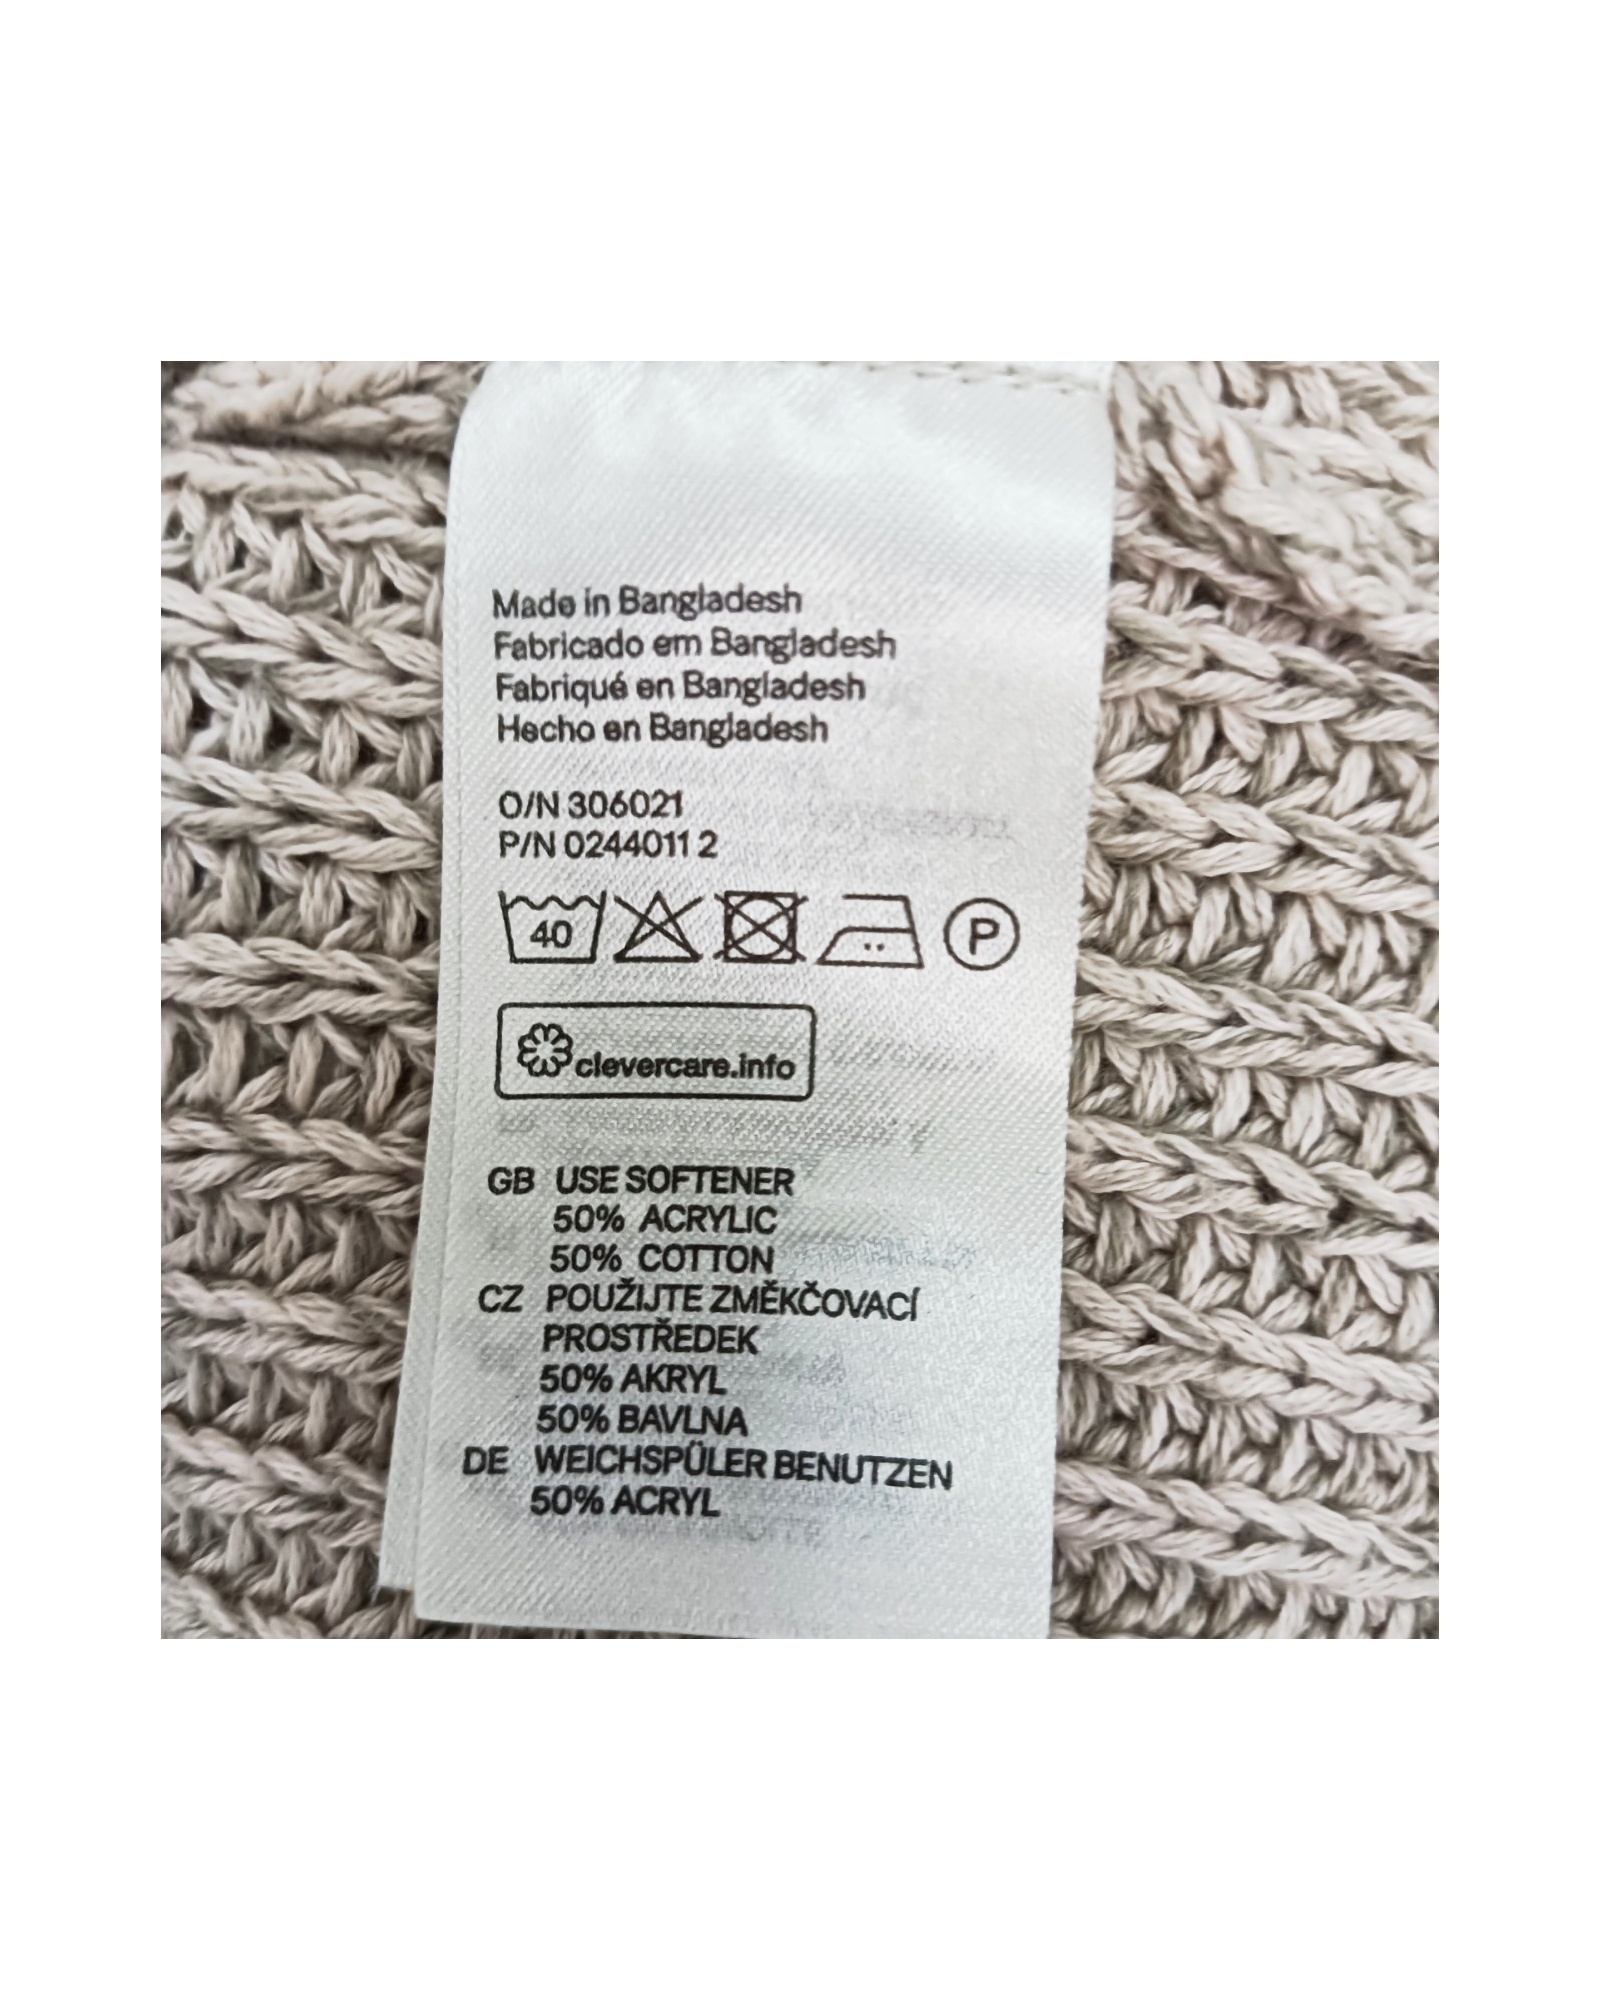 Made in Bangladesh
Fabricado em Bangladesh
Fabriqué en Bangladesh
Hecho en Bangladesh
O/N 306021
P/N 0244011 2
40
P
clevercare.info
GB USE SOFTENER
50% ACRYLIC
50% COTTON
CZ POUŽIJTE ZMĚKČOVACÍ
PROSTŘEDEK
50% AKRYL
50% BAVLNA
DE WEICHSPÜLER BENUTZEN
50% ACRYL